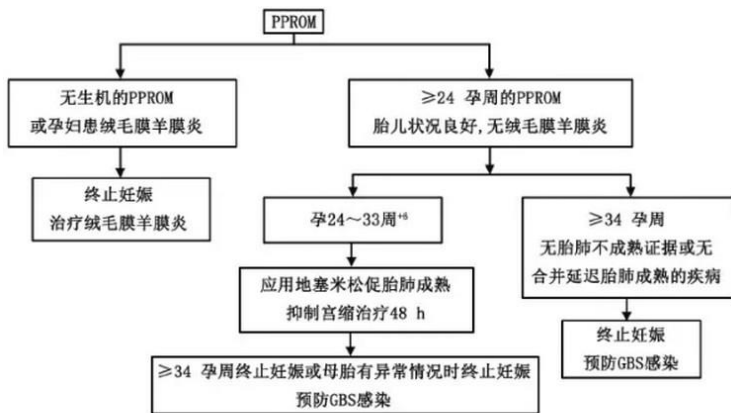 PPROM
无生机的PPROM
或孕妇患绒毛膜羊膜炎
≥24 孕周的PPROM
胎儿状况良好,无绒毛膜羊膜炎
终止妊娠
治疗绒毛膜羊膜炎
孕24～33周⁺⁶
≥34 孕周
无胎肺不成熟证据或无
合并延迟胎肺成熟的疾病
应用地塞米松促胎肺成熟
抑制宫缩治疗48 h
终止妊娠
预防GBS感染
≥34 孕周终止妊娠或母胎有异常情况时终止妊娠
预防GBS感染